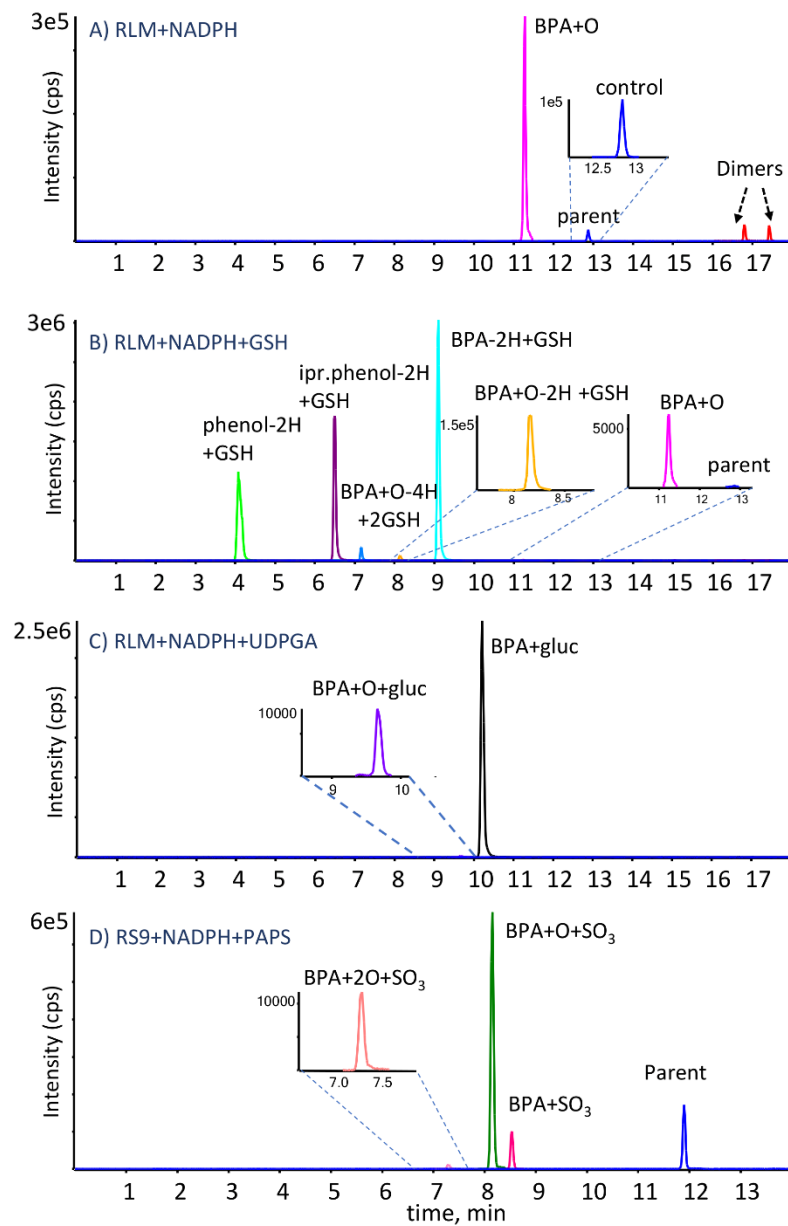 3e5
A) RLM+NADPH
BPA+O
control
1e5
12.5 13
Dimers
parent
Intensity (cps)
1 2 3 4 5 6 7 8 9 10 11 12 13 14 15 16 17
3e6
B) RLM+NADPH+GSH
BPA-2H+GSH
ipr.phenol-2H
+GSH
phenol-2H
+GSH
BPA+O-4H
+2GSH
BPA+O-2H +GSH
1.5e5
8 8.5
BPA+O
5000
parent
11 12 13
Intensity (cps)
1 2 3 4 5 6 7 8 9 10 11 12 13 14 15 16 17
2.5e6
C) RLM+NADPH+UDPGA
BPA+gluc
BPA+O+gluc
10000
9 10
Intensity (cps)
1 2 3 4 5 6 7 8 9 10 11 12 13 14 15 16 17
6e5
D) RS9+NADPH+PAPS
BPA+O+SO₃
BPA+2O+SO₃
10000
7.0 7.5
BPA+SO₃
Parent
Intensity (cps)
1 2 3 4 5 6 7 8 9 10 11 12 13
time, min